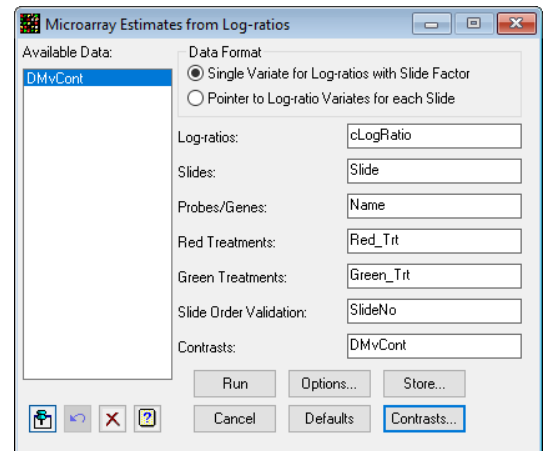 Microarray Estimates from Log-ratios
Available Data:
DMvCont
Data Format
Single Variate for Log-ratios with Slide Factor
Pointer to Log-ratio Variates for each Slide
Log-ratios: cLogRatio
Slides: Slide
Probes/Genes: Name
Red Treatments: Red_Trt
Green Treatments: Green_Trt
Slide Order Validation: SlideNo
Contrasts: DMvCont
Run Options... Store...
Cancel Defaults Contrasts...